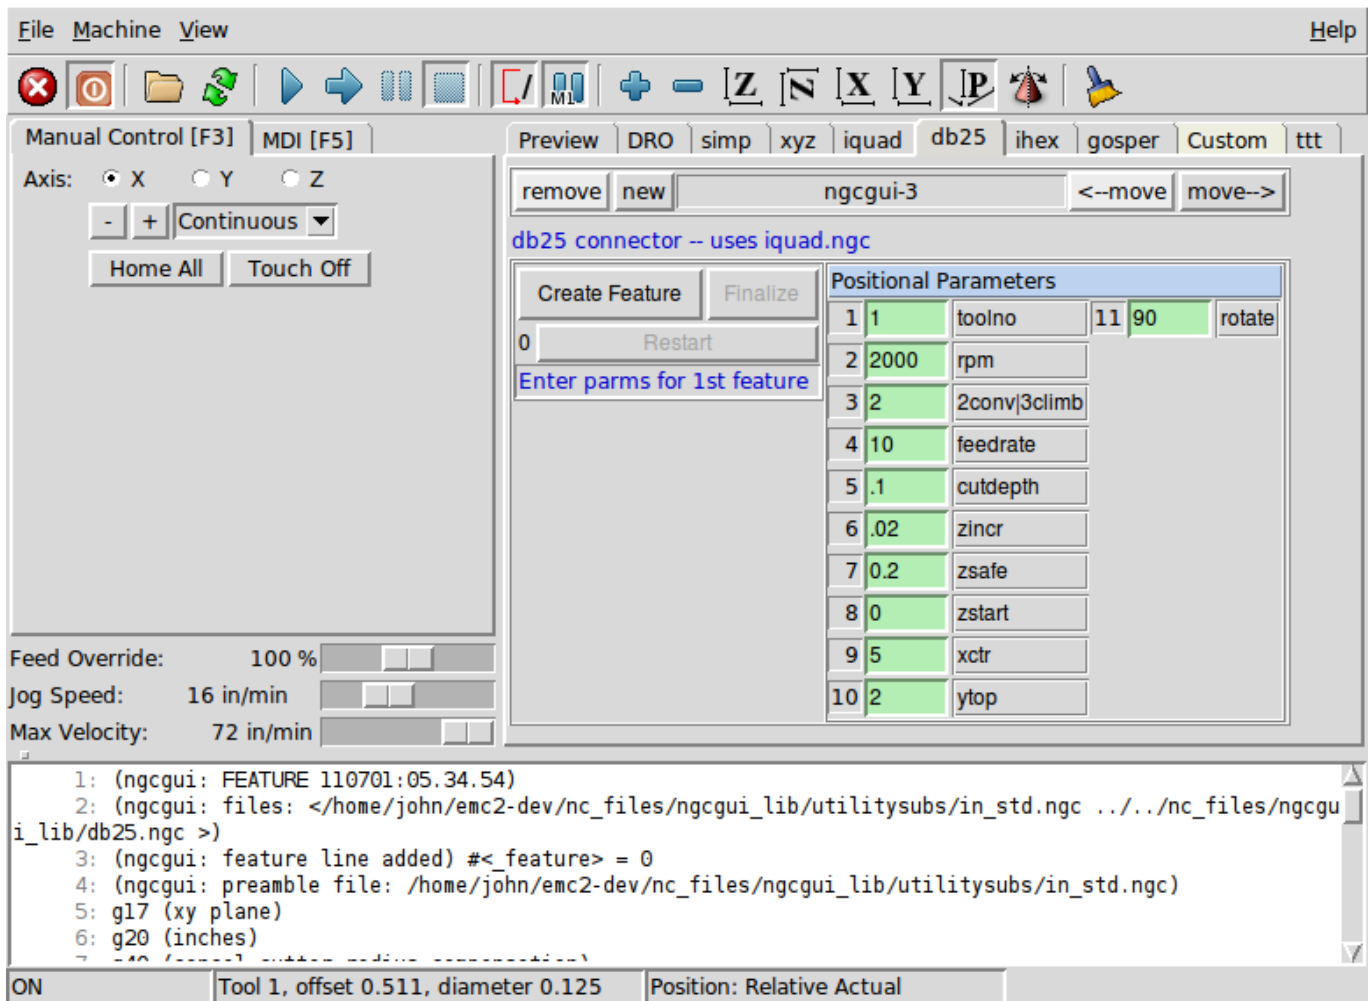 File Machine View Help
M1 Z N X Y P
Manual Control [F3] MDI [F5]
Preview DRO simp xyz iquad db25 ihex gosper Custom ttt
Axis: X Y Z
- + Continuous
Home All Touch Off
remove new ngcgui-3 <--move move-->
db25 connector -- uses iquad.ngc
Create Feature Finalize
0 Restart
Enter parms for 1st feature
Positional Parameters
1 1 toolno 11 90 rotate
2 2000 rpm
3 2 2conv|3climb
4 10 feedrate
5 .1 cutdepth
6 .02 zincr
7 0.2 zsafe
8 0 zstart
9 5 xctr
10 2 ytop
Feed Override: 100 %
Jog Speed: 16 in/min
Max Velocity: 72 in/min
1: (ngcgui: FEATURE 110701:05.34.54)
2: (ngcgui: files: </home/john/emc2-dev/nc_files/ngcgui_lib/utilitysubs/in_std.ngc ../../nc_files/ngcgu
i_lib/db25.ngc >)
3: (ngcgui: feature line added) #<_feature> = 0
4: (ngcgui: preamble file: /home/john/emc2-dev/nc_files/ngcgui_lib/utilitysubs/in_std.ngc)
5: g17 (xy plane)
6: g20 (inches)
ON Tool 1, offset 0.511, diameter 0.125 Position: Relative Actual